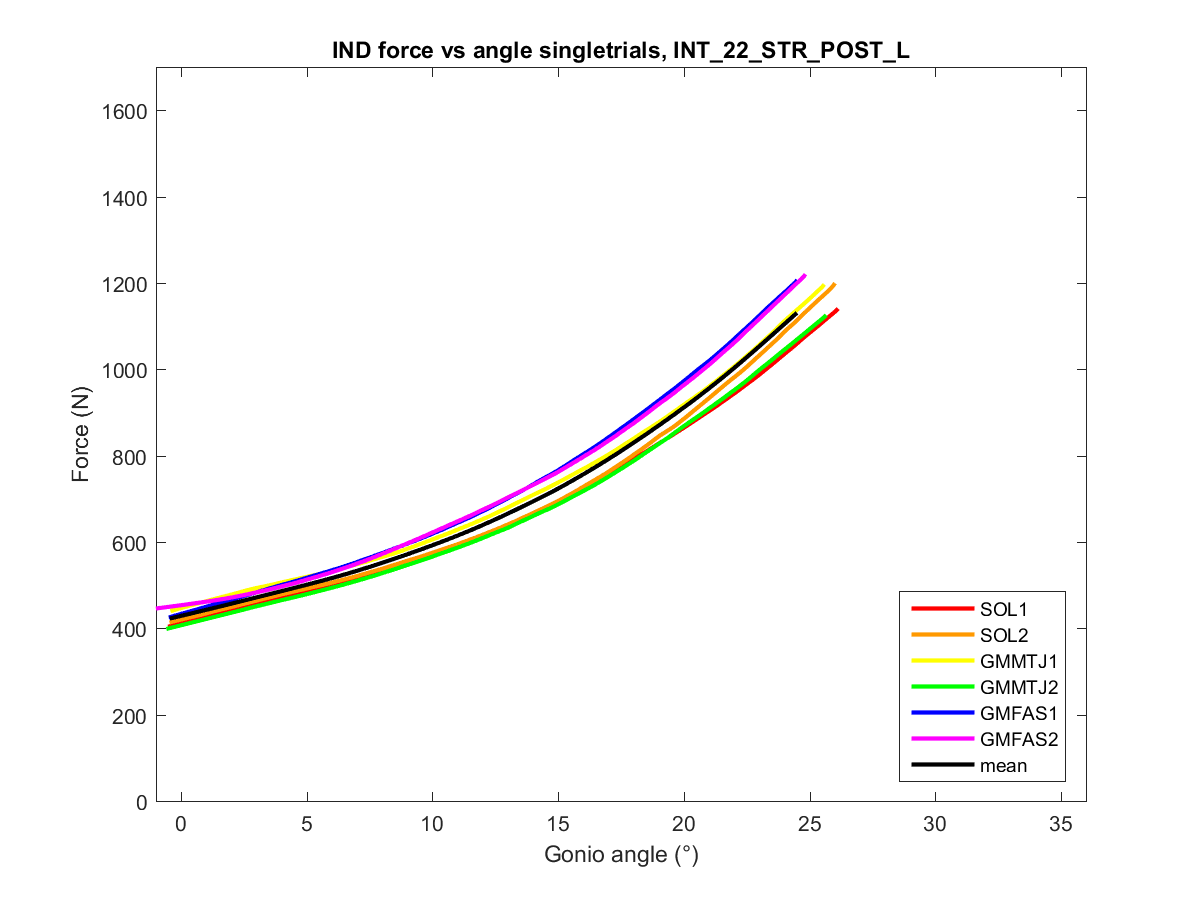 IND force vs angle singletrials, INT_22_STR_POST_L
1600
1400
1200
1000
800
600
400
200
0
Force (N)
0 5 10 15 20 25 30 35
Gonio angle (°)
SOL1
SOL2
GMMTJ1
GMMTJ2
GMFAS1
GMFAS2
mean